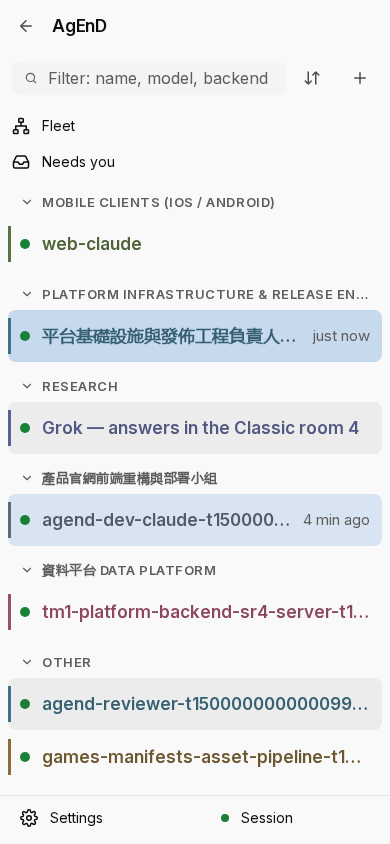 AgEnD
Filter: name, model, backend
Fleet
Needs you
MOBILE CLIENTS (IOS / ANDROID)
web-claude
PLATFORM INFRASTRUCTURE & RELEASE EN…
平台基礎設施與發佈工程負責人… just now
RESEARCH
Grok — answers in the Classic room 4
產品官網前端重構與部署小組
agend-dev-claude-t150000… 4 min ago
資料平台 DATA PLATFORM
tm1-platform-backend-sr4-server-t1…
OTHER
agend-reviewer-t15000000000099…
games-manifests-asset-pipeline-t1…
Settings
Session